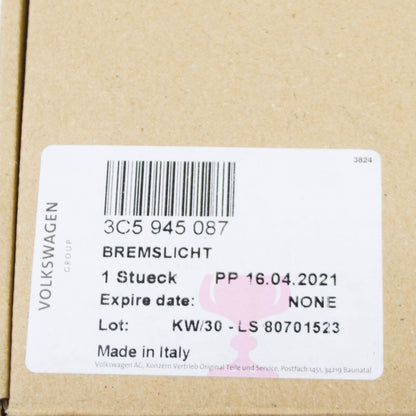 3824
VOLKSWAGEN
GROUP
3C5 945 087
BREMSLICHT
1 Stueck PP 16.04.2021
Expire date: NONE
Lot: KW/30 - LS 80701523
Made in Italy
Volkswagen AG, Konzern Vertrieb Original Teile und Service, Postfach 1451, 34219 Baunatal